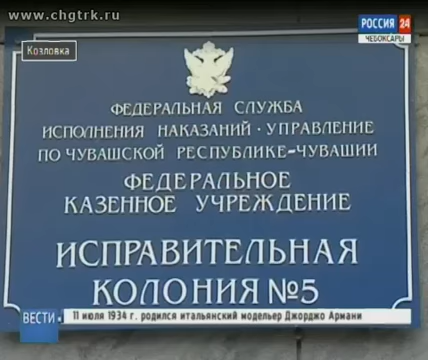 www.chgtrk.ru
РОССИЯ 24
ЧЕБОКСАРЫ
Козловка
ФЕДЕРАЛЬНАЯ СЛУЖБА
ИСПОЛНЕНИЯ НАКАЗАНИЙ · УПРАВЛЕНИЕ
ПО ЧУВАШСКОЙ РЕСПУБЛИКЕ-ЧУВАШИИ
ФЕДЕРАЛЬНОЕ
КАЗЕННОЕ УЧРЕЖДЕНИЕ
ИСПРАВИТЕЛЬНАЯ
КОЛОНИЯ №5
ВЕСТИ. 11 июля 1934 г. родился итальянский модельер Джорджо Армани